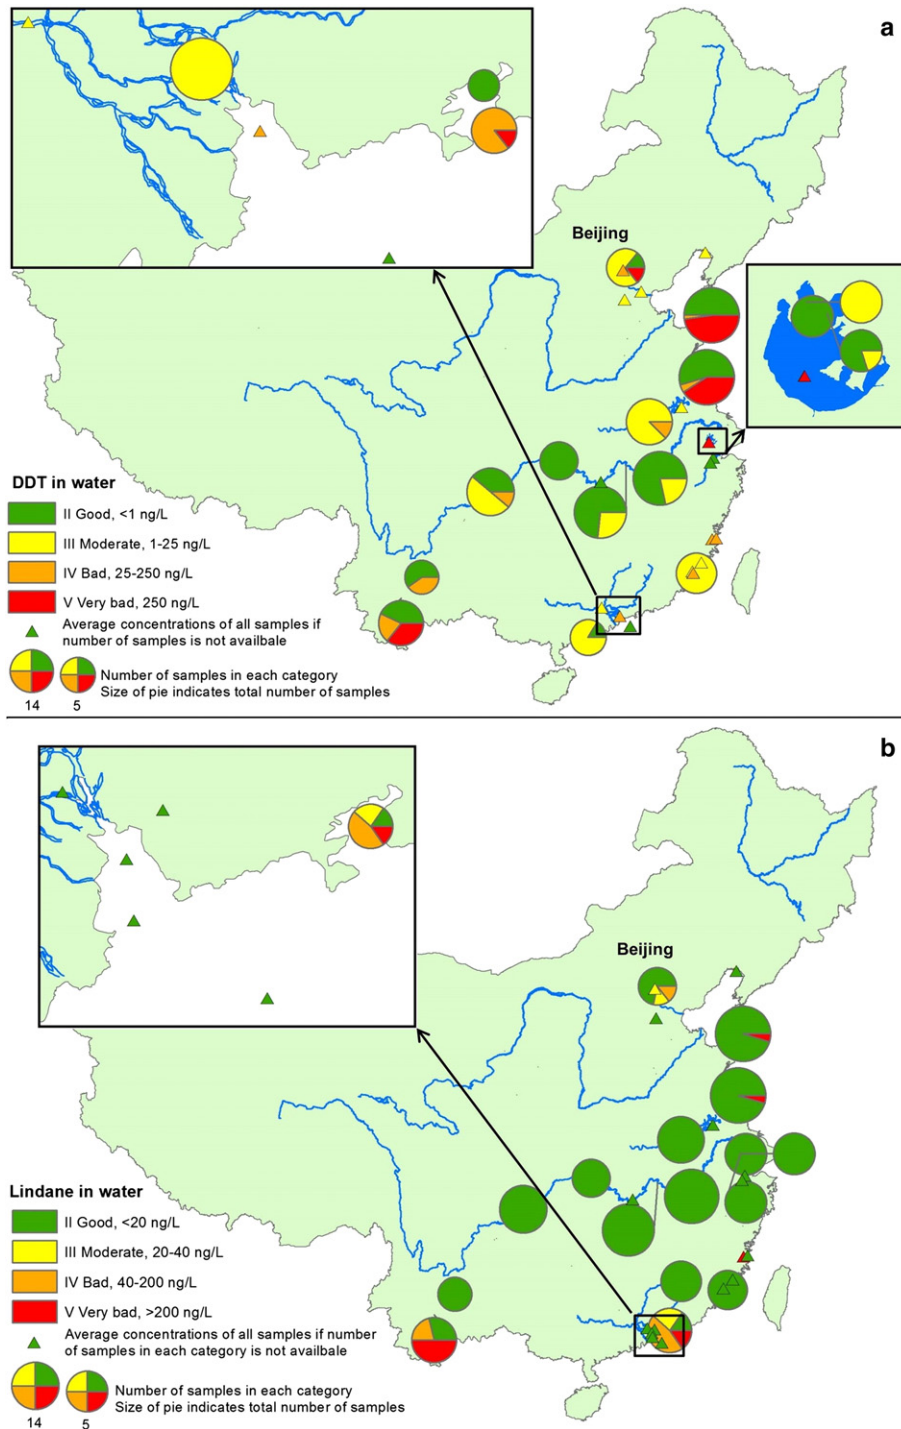 a
Beijing
DDT in water
II Good, <1 ng/L
III Moderate, 1-25 ng/L
IV Bad, 25-250 ng/L
V Very bad, 250 ng/L
Average concentrations of all samples if
number of samples is not availbale
Number of samples in each category
Size of pie indicates total number of samples
14 5
b
Beijing
Lindane in water
II Good, <20 ng/L
III Moderate, 20-40 ng/L
IV Bad, 40-200 ng/L
V Very bad, >200 ng/L
Average concentrations of all samples if number
of samples in each category is not availbale
Number of samples in each category
Size of pie indicates total number of samples
14 5